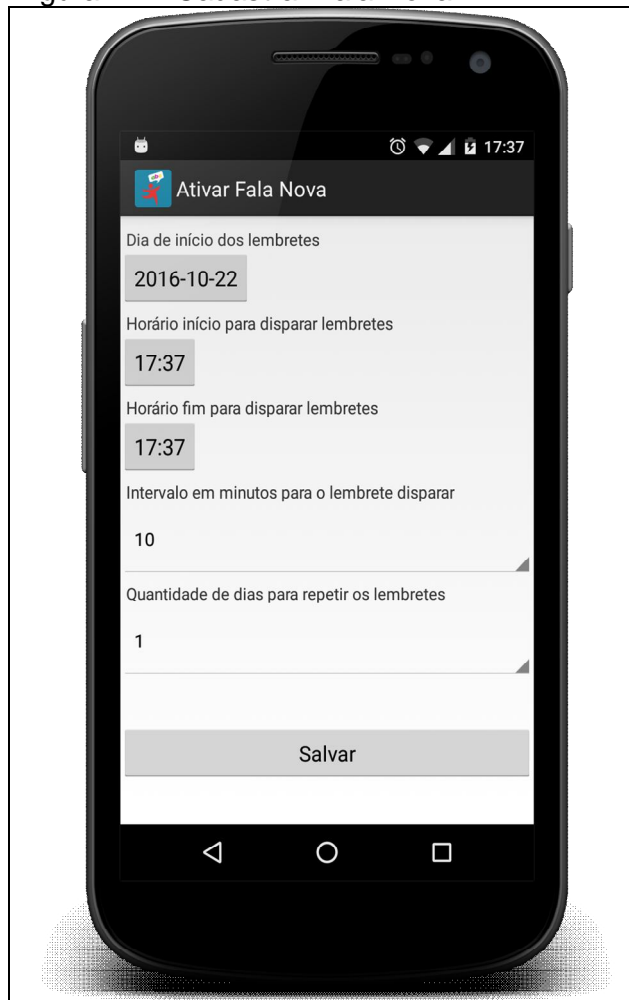 17:37
Ativar Fala Nova
Dia de início dos lembretes
2016-10-22
Horário início para disparar lembretes
17:37
Horário fim para disparar lembretes
17:37
Intervalo em minutos para o lembrete disparar
10
Quantidade de dias para repetir os lembretes
1
Salvar